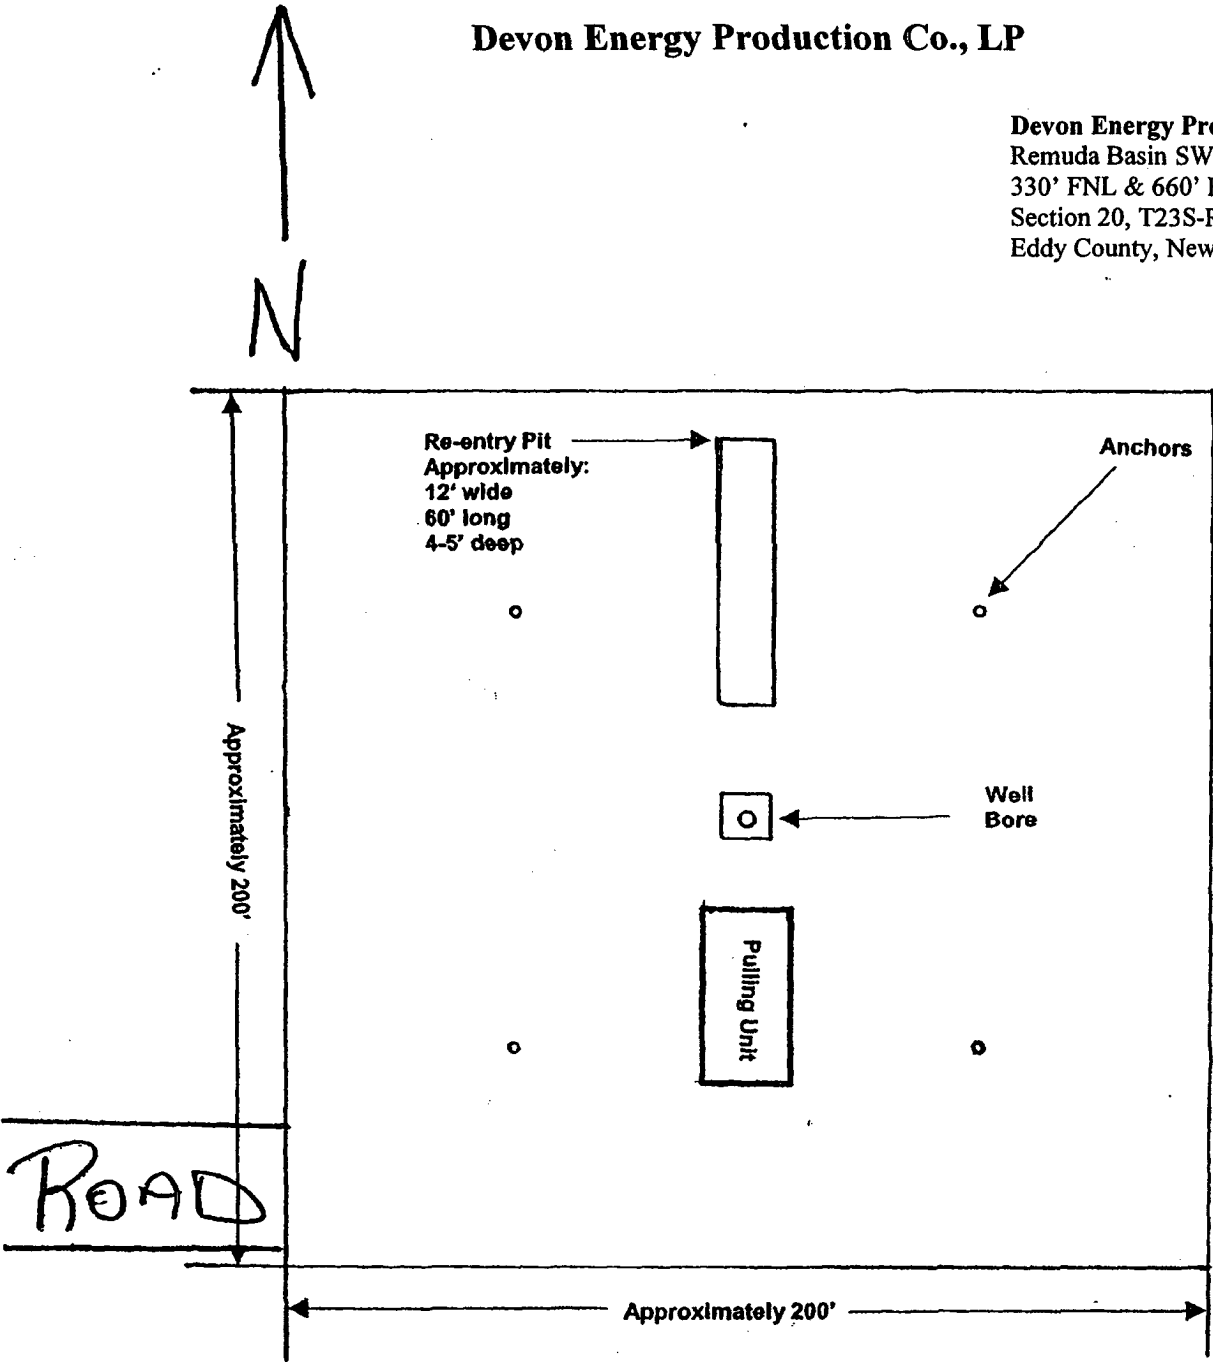 Devon Energy Production Co., LP
Devon Energy Pro
Remuda Basin SW
330' FNL & 660'
Section 20, T23S-
Eddy County, New
N
Re-entry Pit
Approximately:
12' wide
60' long
4-5' deep
Anchors
Approximately 200'
Well
Bore
Pulling Unit
ROAD
Approximately 200'